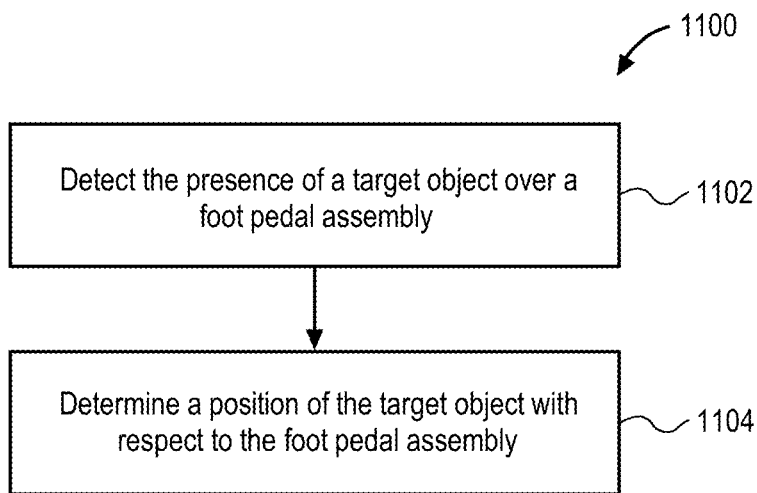 1100
Detect the presence of a target object over a
foot pedal assembly
1102
Determine a position of the target object with
respect to the foot pedal assembly
1104